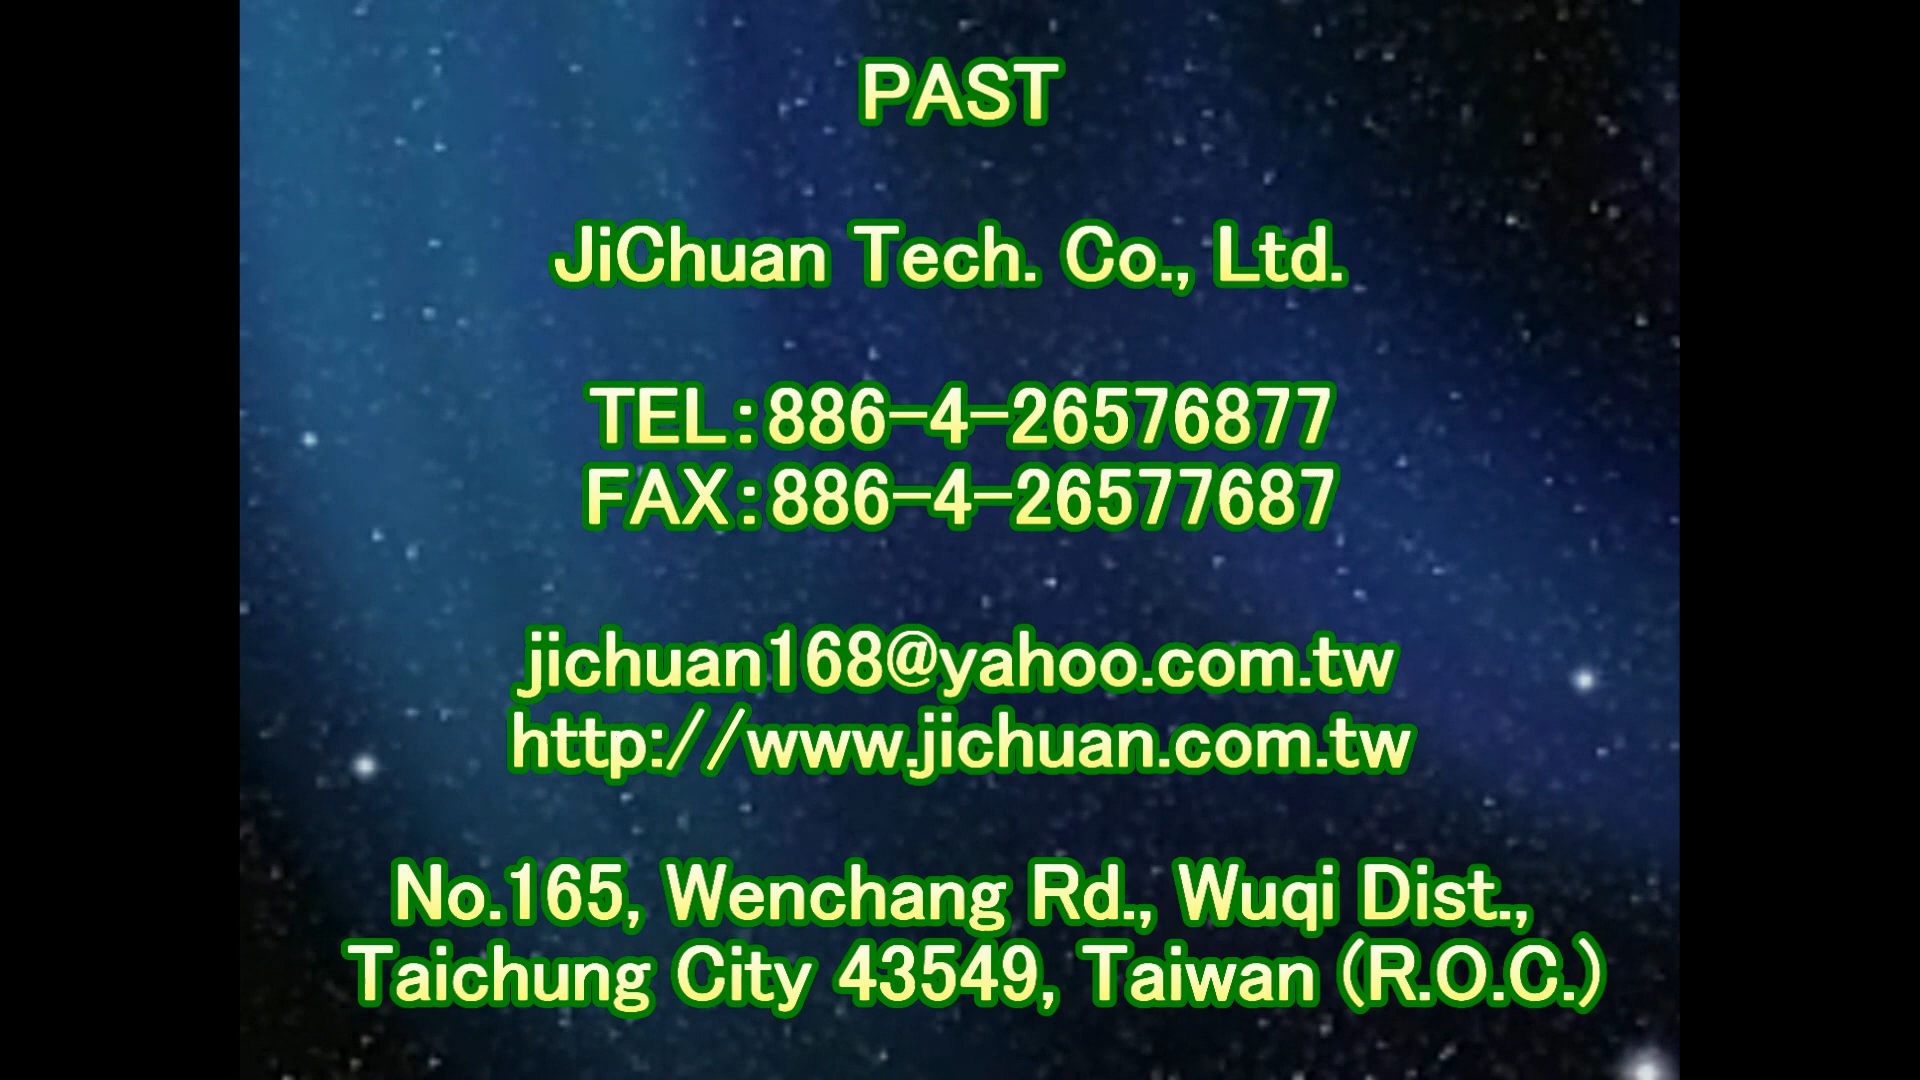 PAST
JiChuan Tech. Co., Ltd.
TEL:886-4-26576877
FAX:886-4-26577687
jichuan168@yahoo.com.tw
http://www.jichuan.com.tw
No.165, Wenchang Rd., Wuqi Dist.,
Taichung City 43549, Taiwan (R.O.C.)